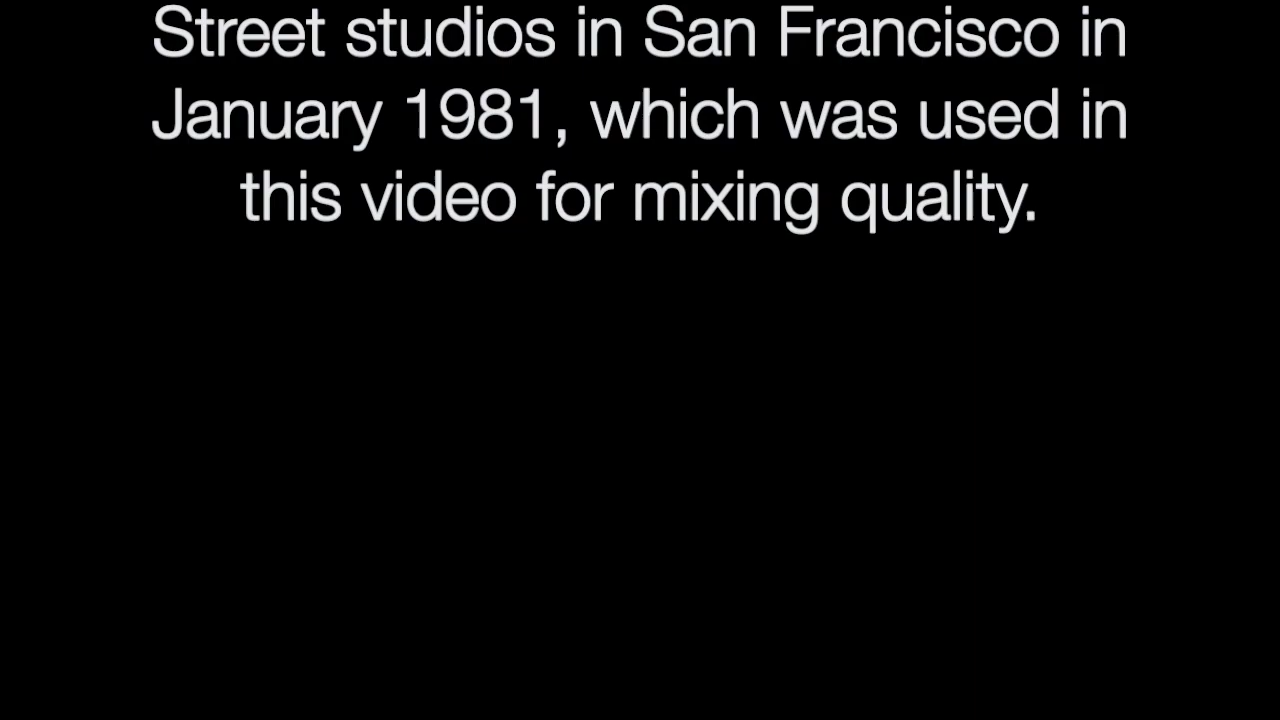 Street studios in San Francisco in
January 1981, which was used in
this video for mixing quality.